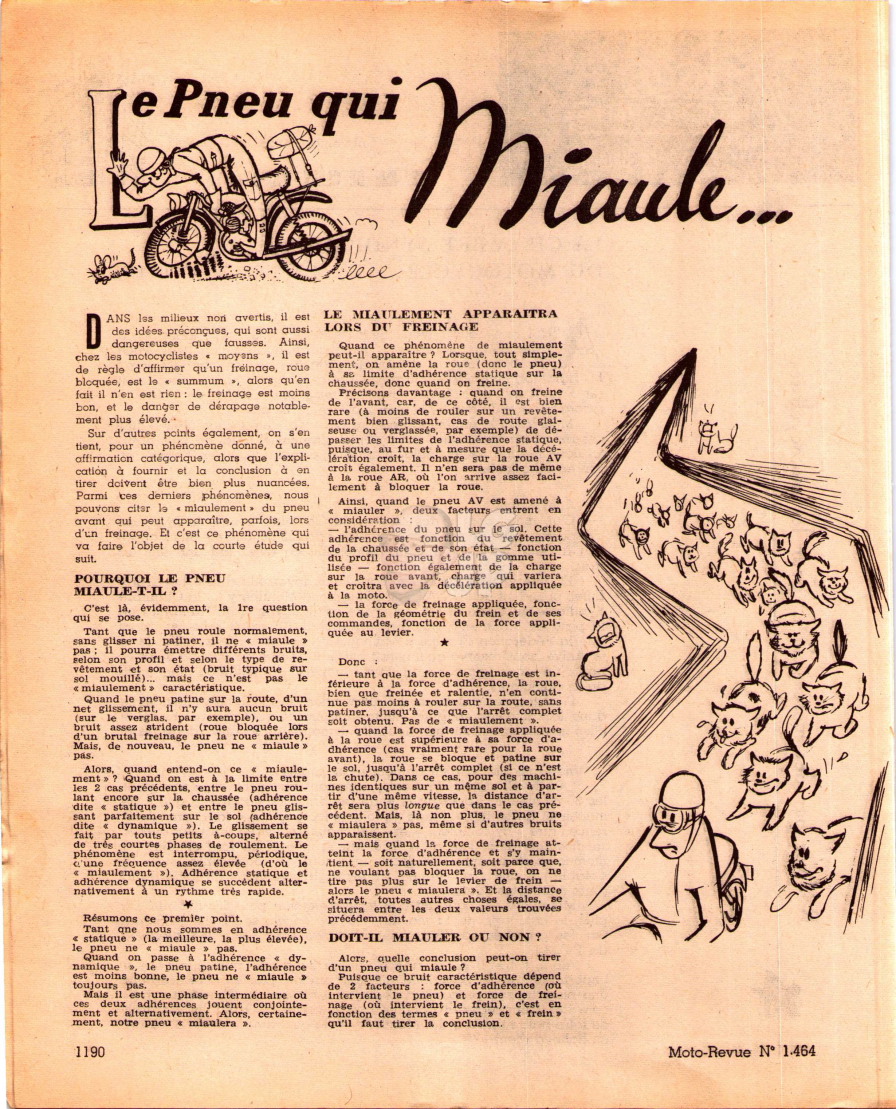 Le Pneu qui
Miaule...
DANS les milieux non avertis, il est
des idées préconçues, qui sont aussi
dangereuses que fausses. Ainsi,
chez les motocyclistes « moyens », il est
de règle d'affirmer qu'un freinage, roue
bloquée, est le « summum », alors qu'en
fait il n'en est rien : le freinage est moins
bon, et le danger de dérapage notable-
ment plus élevé.
Sur d'autres points également, on s'en
tient, pour un phénomène donné, à une
affirmation catégorique, alors que l'expli-
cation à fournir et la conclusion à en
tirer doivent être bien plus nuancées.
Parmi ces derniers phénomènes, nous
pouvons citer le « miaulement » du pneu
avant qui peut apparaître, parfois, lors
d'un freinage. Et c'est ce phénomène qui
va faire l'objet de la courte étude qui
suit.
POURQUOI LE PNEU
MIAULE-T-IL ?
C'est là, évidemment, la 1re question
qui se pose.
Tant que le pneu roule normalement,
sans glisser ni patiner, il ne « miaule »
pas ; il pourra émettre différents bruits,
selon son profil et selon le type de re-
vêtement et son état (bruit typique sur
sol mouillé)... mais ce n'est pas le
« miaulement » caractéristique.
Quand le pneu patine sur la route, d'un
net glissement, il n'y aura aucun bruit
(sur le verglas, par exemple), ou un
bruit assez strident (roue bloquée lors
d'un brutal freinage sur la roue arrière).
Mais, de nouveau, le pneu ne « miaule »
pas.
Alors, quand entend-on ce « miaule-
ment » ? Quand on est à la limite entre
les 2 cas précédents, entre le pneu rou-
lant encore sur la chaussée (adhérence
dite « statique ») et entre le pneu glis-
sant parfaitement sur le sol (adhérence
dite « dynamique »). Le glissement se
fait par touts petits à-coups, alterné
de très courtes phases de roulement. Le
phénomène est interrompu, périodique,
d'une fréquence assez élevée (d'où le
« miaulement »). Adhérence statique et
adhérence dynamique se succèdent alter-
nativement à un rytume très rapide.
★
Résumons ce premier point.
Tant que nous sommes en adhérence
« statique » (la meilleure, la plus élevée),
le pneu ne « miaule » pas.
Quand on passe à l'adhérence « dy-
namique », le pneu patine, l'adhérence
est moins bonne, le pneu ne « miaule »
toujours pas.
Mais il est une phase intermédiaire où
ces deux adhérences jouent conjointe-
ment et alternativement. Alors, certaine-
ment, notre pneu « miaulera ».
LE MIAULEMENT APPARAITRA
LORS DU FREINAGE
Quand ce phénomène de miaulement
peut-il apparaître ? Lorsque, tout simple-
ment, on amène la roue (donc le pneu)
à sa limite d'adhérence statique sur la
chaussée, donc quand on freine.
Précisons davantage : quand on freine
de l'avant, car, de ce côté, il est bien
rare (à moins de rouler sur un revête-
ment bien glissant, cas de route glai-
seuse ou verglassée, par exemple) de dé-
passer les limites de l'adhérence statique,
puisque, au fur et à mesure que la décé-
lération croît, la charge sur la roue AV
croît également. Il n'en sera pas de même
à la roue AR, où l'on arrive assez faci-
lement à bloquer la roue.
Ainsi, quand le pneu AV est amené à
« miauler », deux facteurs entrent en
considération :
— l'adhérence du pneu sur le sol. Cette
adhérence est fonction du revêtement
de la chaussée et de son état — fonction
du profil du pneu et de la gomme uti-
lisée — fonction également de la charge
sur la roue avant, charge qui variera
et croîtra avec la décélération appliquée
à la moto.
— la force de freinage appliquée, fonc-
tion de la géométrie du frein et de ses
commandes, fonction de la force appli-
quée au levier.
★
Donc :
— tant que la force de freinage est in-
férieure à la force d'adhérence, la roue,
bien que freinée et ralentie, n'en conti-
nue pas moins à rouler sur la route, sans
patiner, jusqu'à ce que l'arrêt complet
soit obtenu. Pas de « miaulement ».
— quand la force de freinage appliquée
à la roue est supérieure à sa force d'a-
dhérence (cas vraiment rare pour la roue
avant), la roue se bloque et patine sur
le sol, jusqu'à l'arrêt complet (si ce n'est
la chute). Dans ce cas, pour des machi-
nes identiques sur un même sol et à par-
tir d'une même vitesse, la distance d'ar-
rêt sera plus longue que dans le cas pré-
cédent. Mais, là non plus, le pneu ne
« miaulera » pas, même si d'autres bruits
apparaissent.
— mais quand la force de freinage at-
teint la force d'adhérence et s'y main-
tient — soit naturellement, soit parce que,
ne voulant pas bloquer la roue, on ne
tire pas plus sur le levier de frein —
alors le pneu « miaulera ». Et la distance
d'arrêt, toutes autres choses égales, se
situera entre les deux valeurs trouvées
précédemment.
DOIT-IL MIAULER OU NON ?
Alors, quelle conclusion peut-on tirer
d'un pneu qui miaule ?
Puisque ce bruit caractéristique dépend
de 2 facteurs : force d'adhérence (où
intervient le pneu) et force de frei-
nage (où intervient le frein), c'est en
fonction des termes « pneu » et « frein »
qu'il faut tirer la conclusion.
1190
Moto-Revue N° 1.464